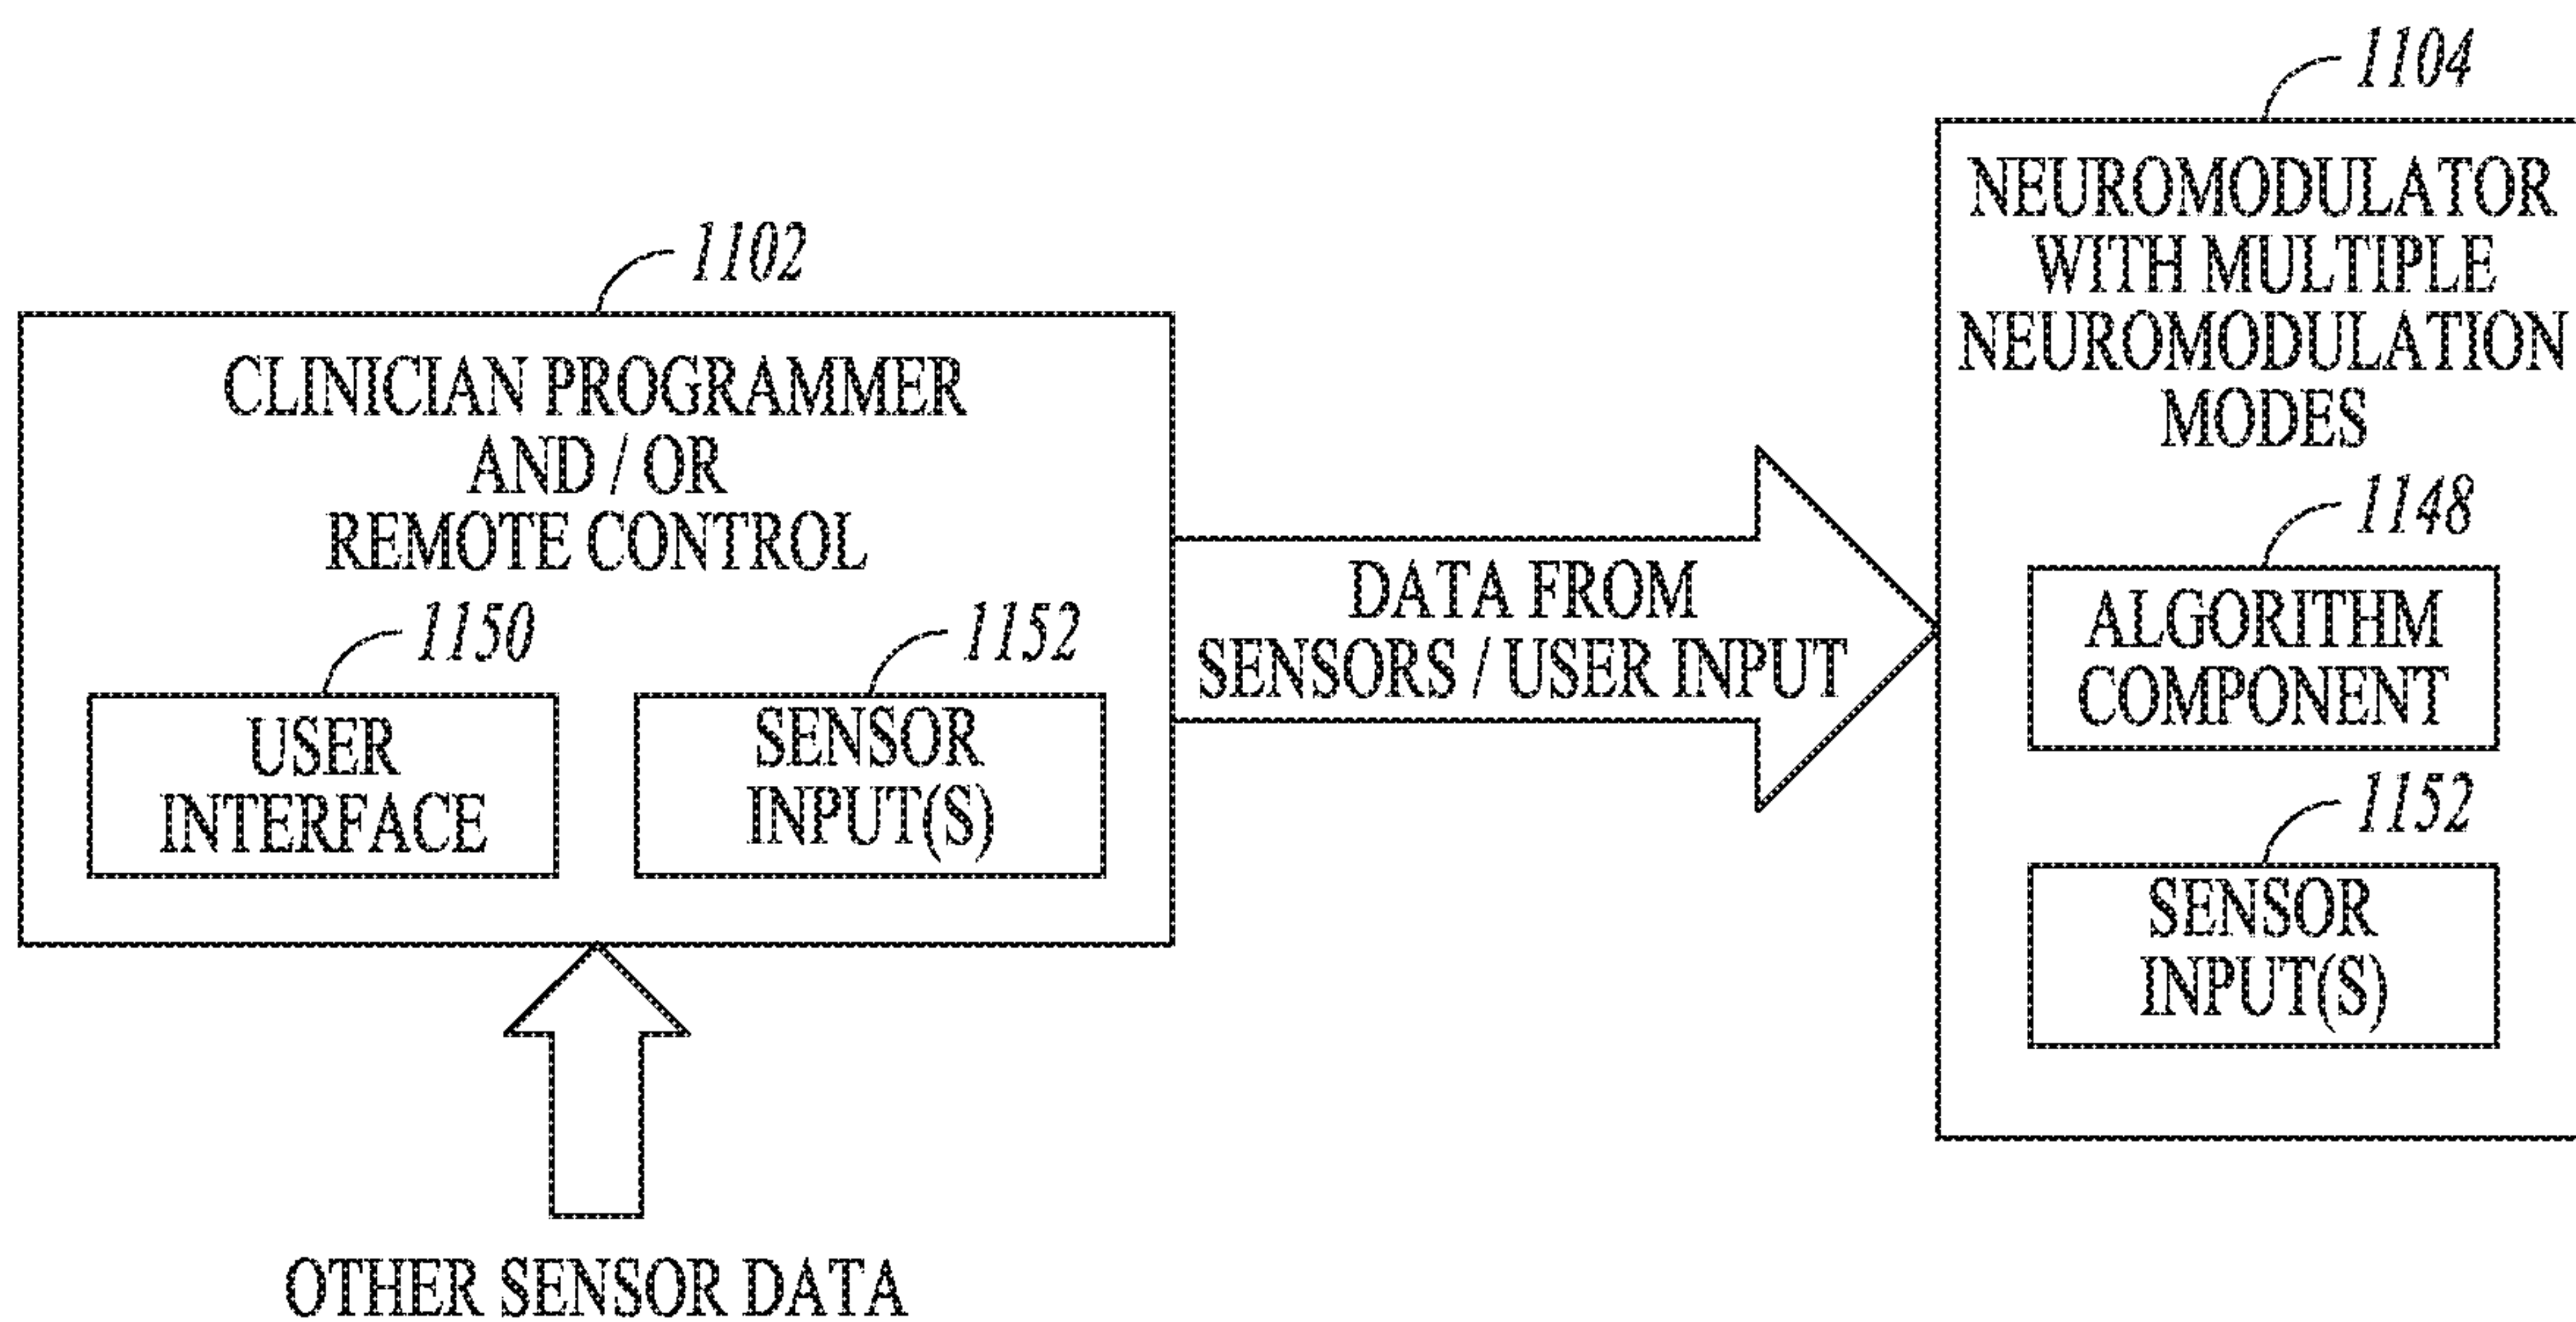 1102
CLINICIAN PROGRAMMER
AND / OR
REMOTE CONTROL
1150
USER
INTERFACE
1152
SENSOR
INPUT(S)
OTHER SENSOR DATA
DATA FROM
SENSORS / USER INPUT
1104
NEUROMODULATOR
WITH MULTIPLE
NEUROMODULATION
MODES
1148
ALGORITHM
COMPONENT
1152
SENSOR
INPUT(S)